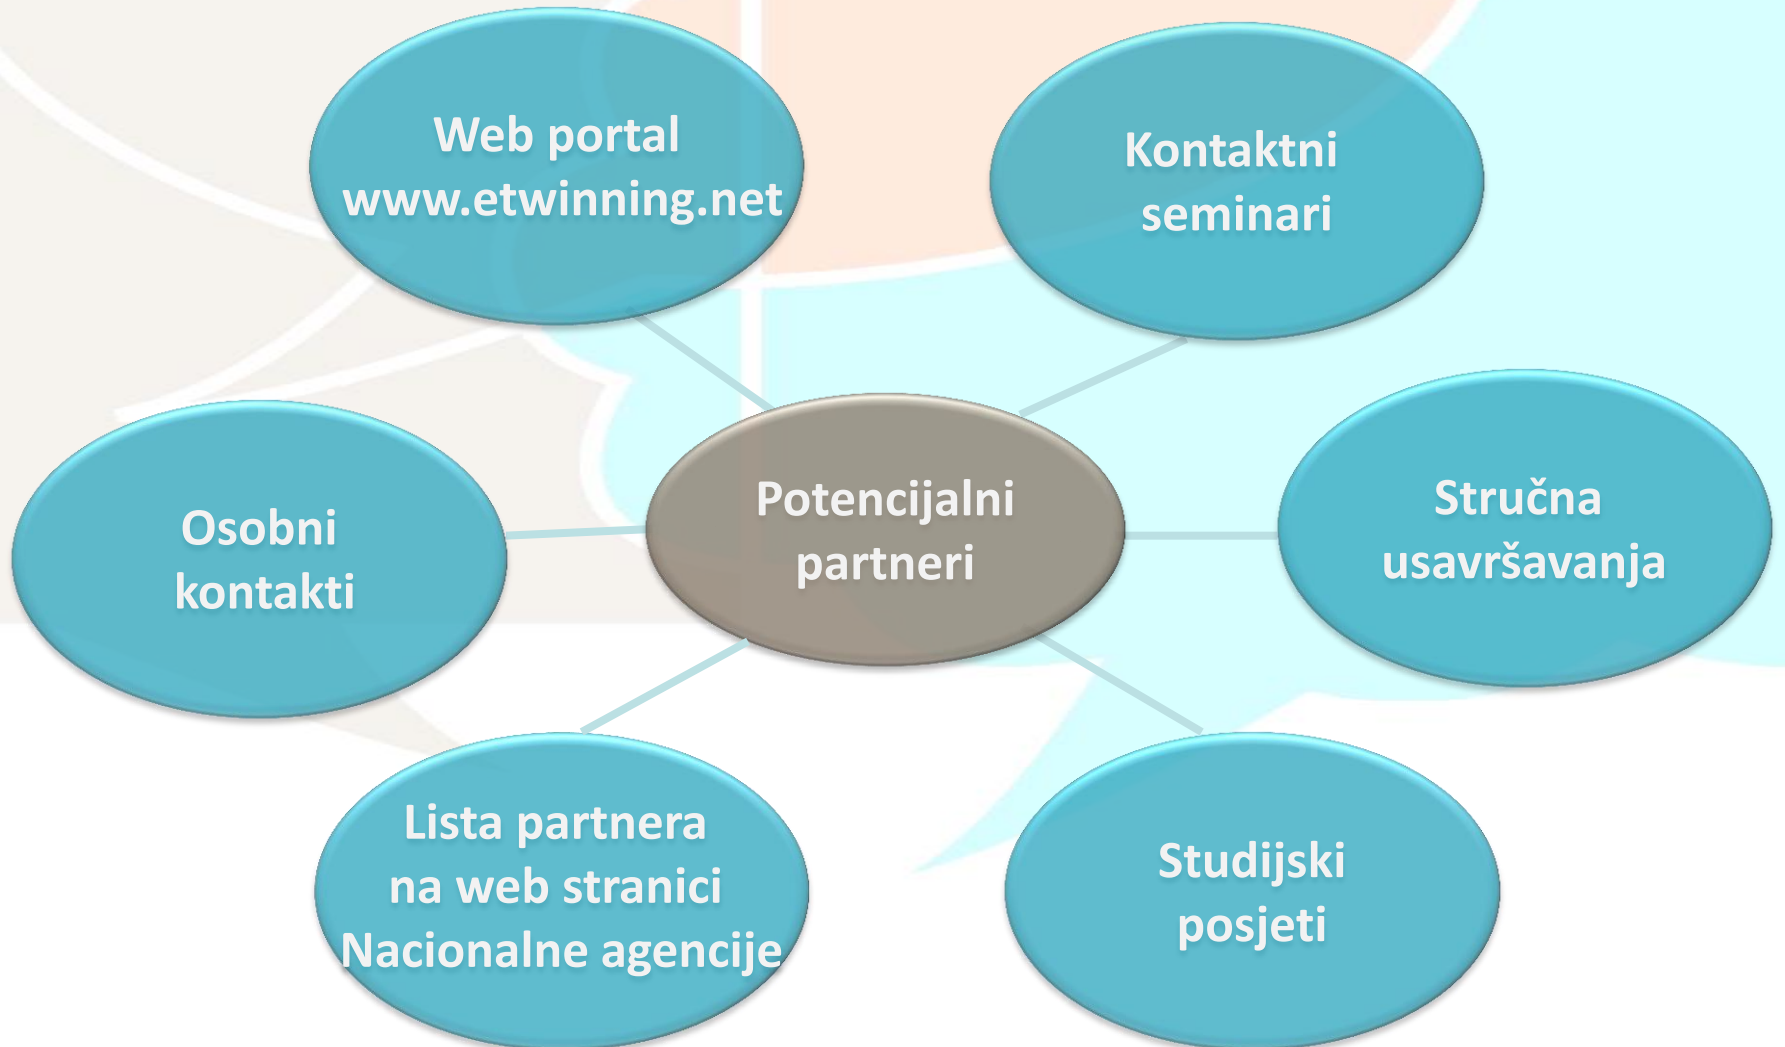 Web portal
www.etwinning.net
Kontaktni
seminari
Osobni
kontakti
Potencijalni
partneri
Stručna
usavršavanja
Lista partnera
na web stranici
Nacionalne agencije
Studijski
posjeti